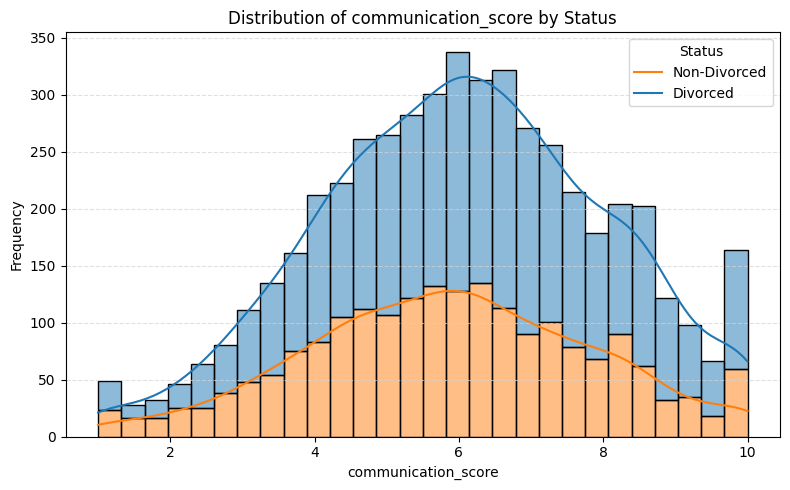 Distribution of communication_score by Status
350
300
250
200
150
100
50
0
Frequency
Status
Non-Divorced
Divorced
2 4 6 8 10
communication_score